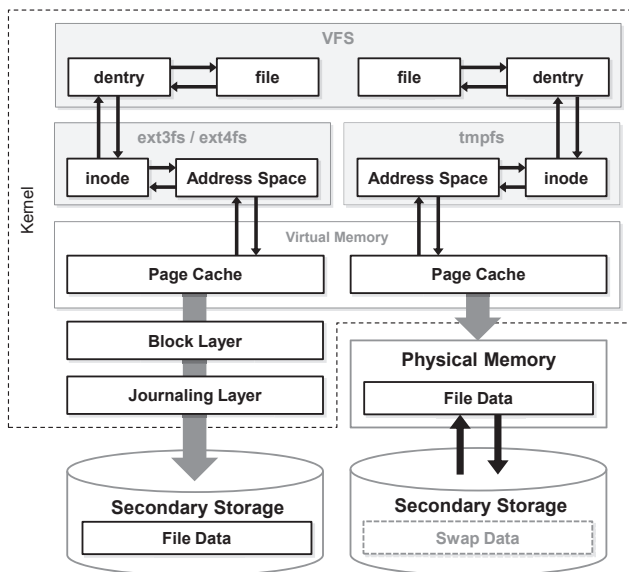 VFS
dentry
file
file
dentry
ext3fs / ext4fs
tmpfs
inode
Address Space
Address Space
inode
Kernel
Virtual Memory
Page Cache
Page Cache
Block Layer
Journaling Layer
Physical Memory
File Data
Secondary Storage
File Data
Secondary Storage
Swap Data